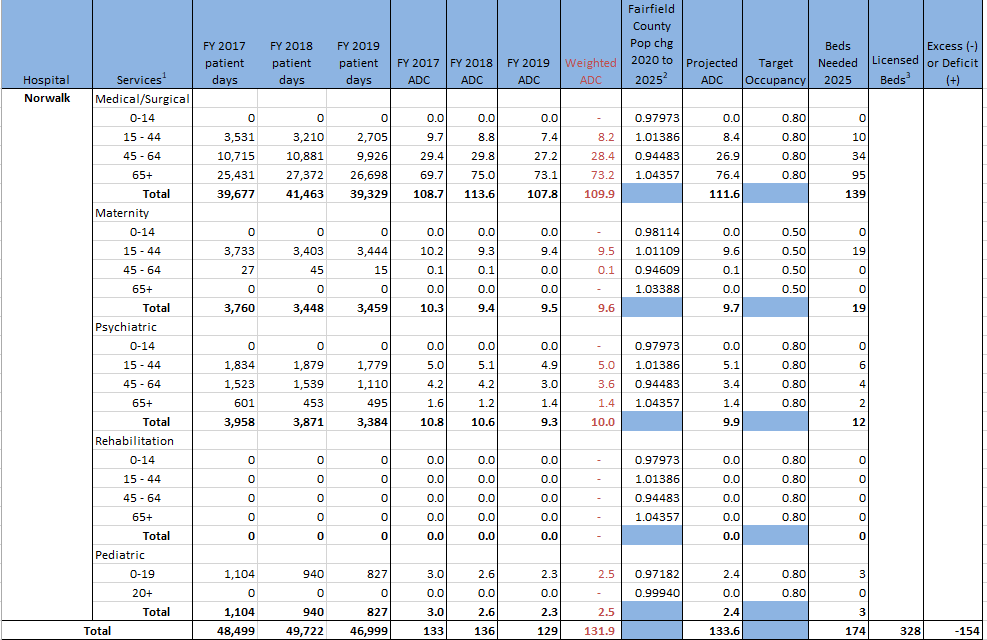 Hospital Services1 FY 2017 patient days FY 2018 patient days FY 2019 patient days FY 2017 ADC FY 2018 ADC FY 2019 ADC Weighted ADC Fairfield County Pop chg 2020 to 2025² Projected ADC Target Occupancy Beds Needed 2025 Licensed Beds³ Excess (-) or Deficit (+)
Norwalk Medical/Surgical
0-14 0 0 0 0.0 0.0 0.0 - 0.97973 0.0 0.80 0
15 - 44 3,531 3,210 2,705 9.7 8.8 7.4 8.2 1.01386 8.4 0.80 10
45 - 64 10,715 10,881 9,926 29.4 29.8 27.2 28.4 0.94483 26.9 0.80 34
65+ 25,431 27,372 26,698 69.7 75.0 73.1 73.2 1.04357 76.4 0.80 95
Total 39,677 41,463 39,329 108.7 113.6 107.8 109.9 111.6 139
Maternity
0-14 0 0 0 0.0 0.0 0.0 - 0.98114 0.0 0.50 0
15 - 44 3,733 3,403 3,444 10.2 9.3 9.4 9.5 1.01109 9.6 0.50 19
45 - 64 27 45 15 0.1 0.1 0.0 0.1 0.94609 0.1 0.50 0
65+ 0 0 0 0.0 0.0 0.0 - 1.03388 0.0 0.50 0
Total 3,760 3,448 3,459 10.3 9.4 9.5 9.6 9.7 19
Psychiatric
0-14 0 0 0 0.0 0.0 0.0 - 0.97973 0.0 0.80 0
15 - 44 1,834 1,879 1,779 5.0 5.1 4.9 5.0 1.01386 5.1 0.80 6
45 - 64 1,523 1,539 1,110 4.2 4.2 3.0 3.6 0.94483 3.4 0.80 4
65+ 601 453 495 1.6 1.2 1.4 1.4 1.04357 1.4 0.80 2
Total 3,958 3,871 3,384 10.8 10.6 9.3 10.0 9.9 12
Rehabilitation
0-14 0 0 0 0.0 0.0 0.0 - 0.97973 0.0 0.80 0
15 - 44 0 0 0 0.0 0.0 0.0 - 1.01386 0.0 0.80 0
45 - 64 0 0 0 0.0 0.0 0.0 - 0.94483 0.0 0.80 0
65+ 0 0 0 0.0 0.0 0.0 - 1.04357 0.0 0.80 0
Total 0 0 0 0.0 0.0 0.0 - 0.0 0
Pediatric
0-19 1,104 940 827 3.0 2.6 2.3 2.5 0.97182 2.4 0.80 3
20+ 0 0 0 0.0 0.0 0.0 - 0.99940 0.0 0.80 0
Total 1,104 940 827 3.0 2.6 2.3 2.5 2.4 3
Total 48,499 49,722 46,999 133 136 129 131.9 133.6 174 328 -154